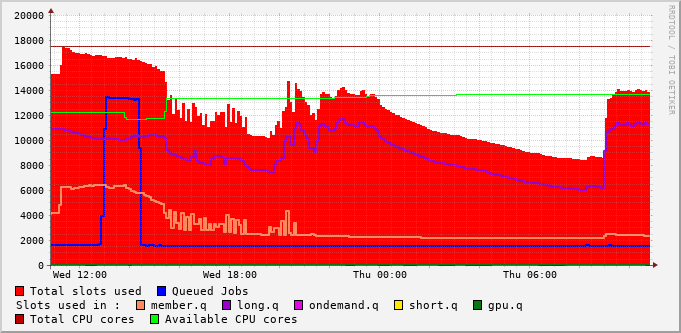 20000
18000
16000
14000
12000
10000
8000
6000
4000
2000
0
Wed 12:00 Wed 18:00 Thu 00:00 Thu 06:00
RRDTOOL / TOBI OETIKER
Total slots used Queued Jobs
Slots used in : member.q long.q ondemand.q short.q gpu.q
Total CPU cores Available CPU cores